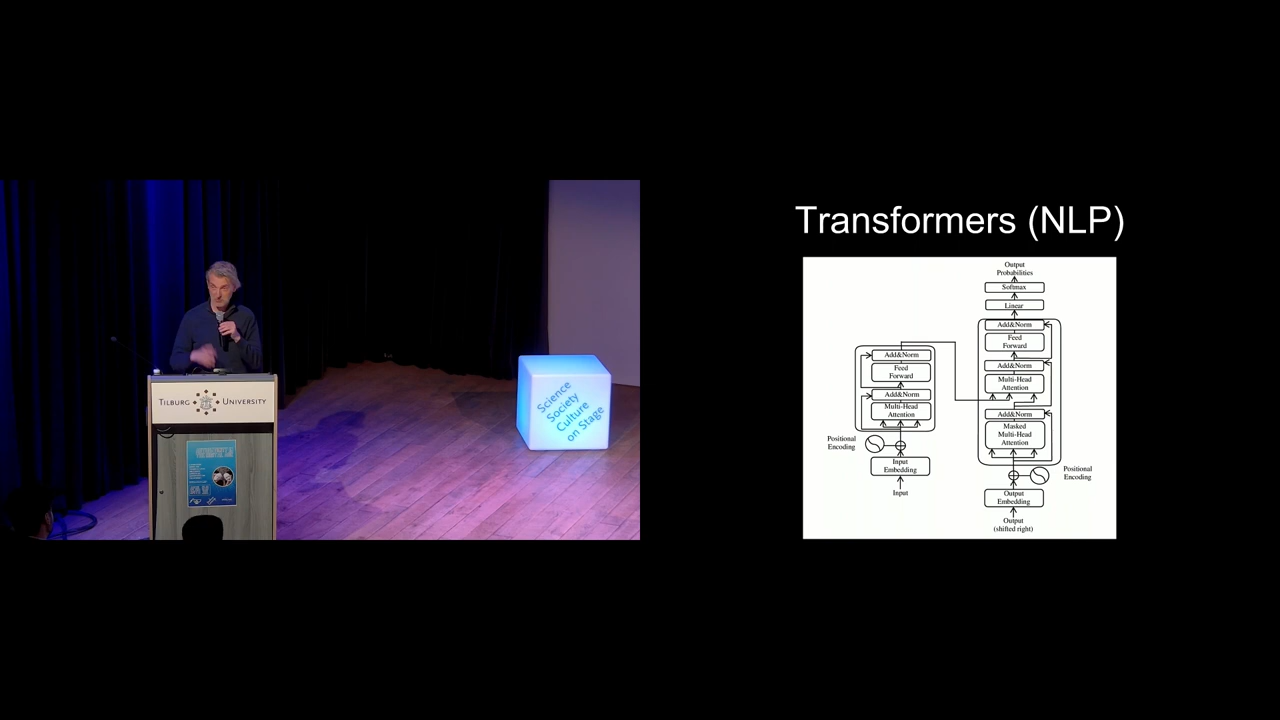 TILBURG UNIVERSITY
Science
Society
Culture
on Stage
Transformers (NLP)
Output
Probabilities
Softmax
Linear
Add&Norm
Feed
Forward
Add&Norm
Multi-Head
Attention
Add&Norm
Masked
Multi-Head
Attention
Positional
Encoding
Output
Embedding
Output
(shifted right)
Add&Norm
Feed
Forward
Add&Norm
Multi-Head
Attention
Positional
Encoding
Input
Embedding
Input